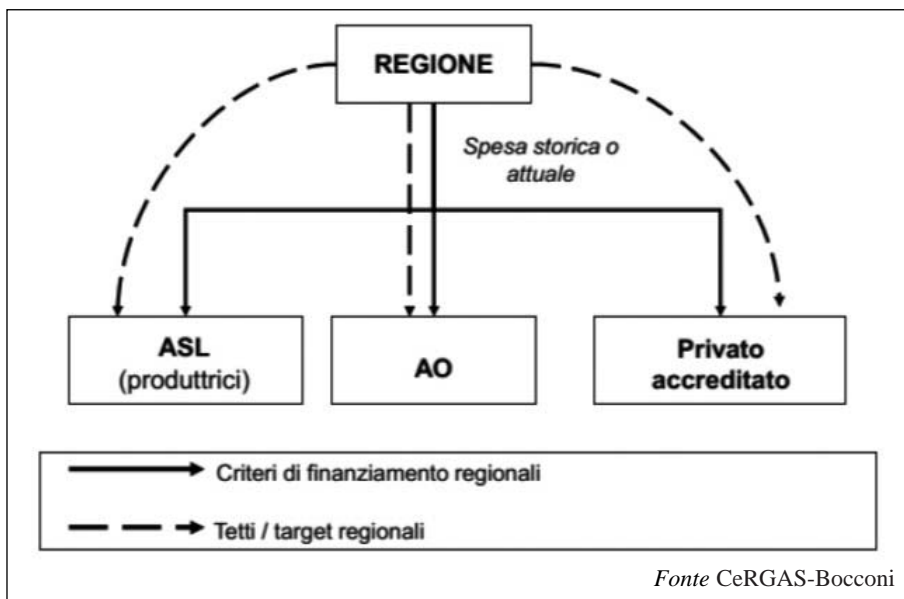 REGIONE
Spesa storica o
attuale
ASL
(produttrici)
AO
Privato
accreditato
Criteri di finanziamento regionali
Tetti / target regionali
Fonte CeRGAS-Bocconi